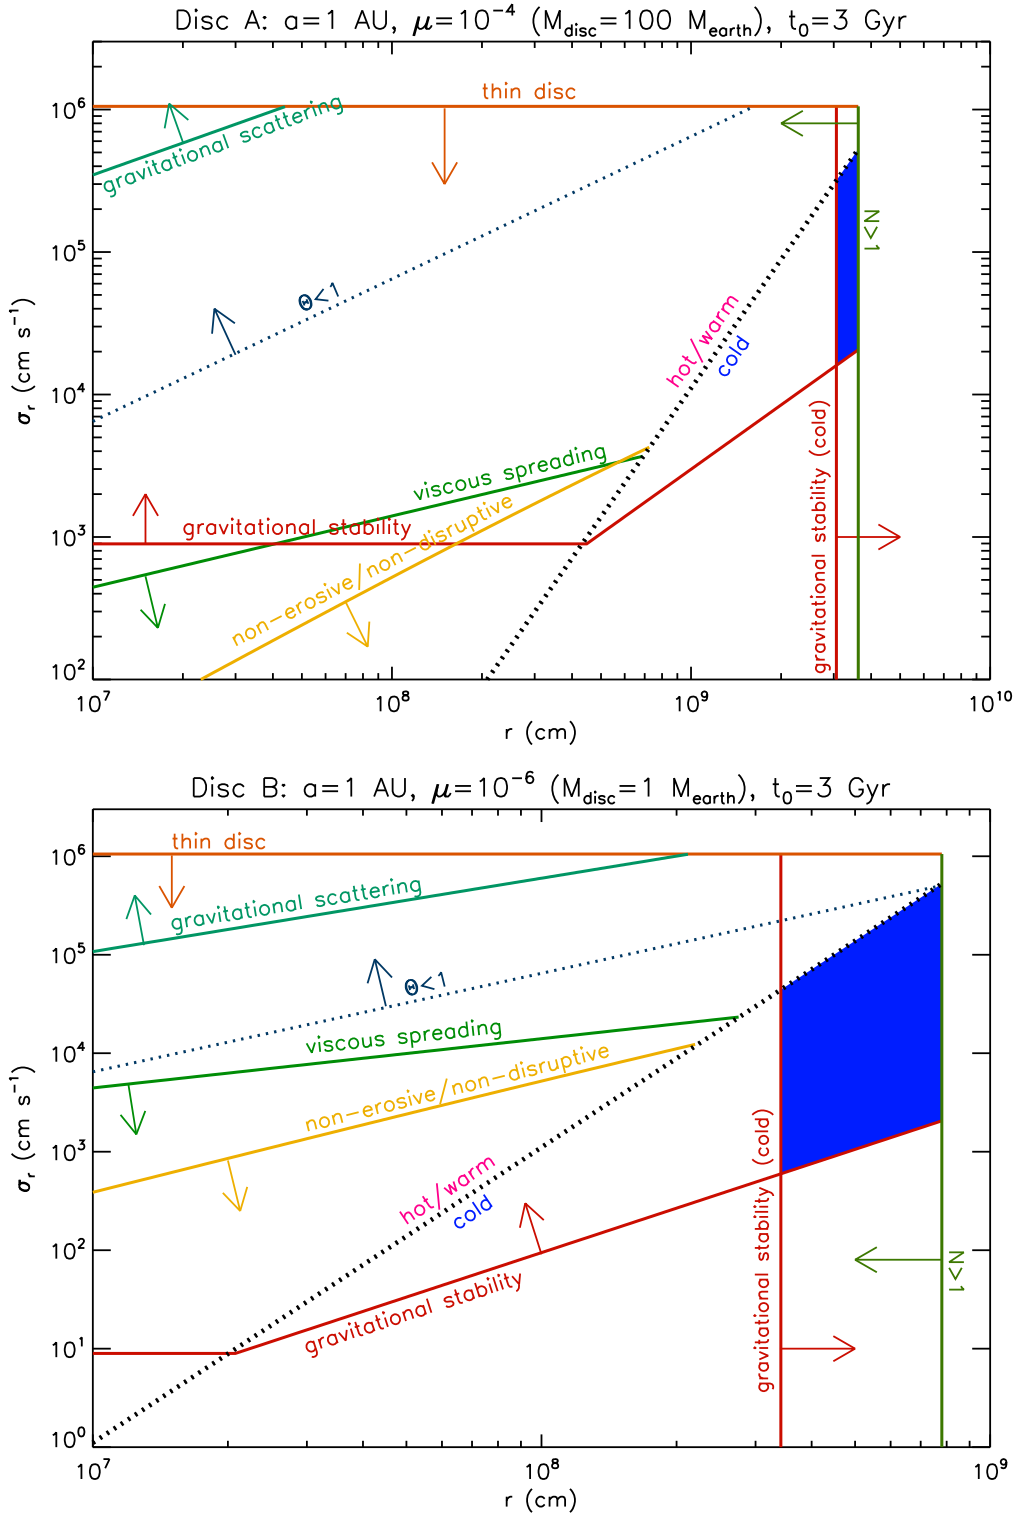 Disc A: a=1 AU, μ=10⁻⁴ (M_disc=100 M_earth), t₀=3 Gyr
thin disc
gravitational scattering
Θ<1
N>1
hot/warm
cold
viscous spreading
gravitational stability
non-erosive/non-disruptive
gravitational stability (cold)
10⁶
10⁵
10⁴
10³
10²
σ_r (cm s⁻¹)
10⁷ 10⁸ 10⁹ 10¹⁰
r (cm)
Disc B: a=1 AU, μ=10⁻⁶ (M_disc=1 M_earth), t₀=3 Gyr
thin disc
gravitational scattering
Θ<1
viscous spreading
non-erosive/non-disruptive
hot/warm
cold
gravitational stability
gravitational stability (cold)
N>1
10⁶
10⁵
10⁴
10³
10²
10¹
10⁰
σ_r (cm s⁻¹)
10⁷ 10⁸ 10⁹
r (cm)